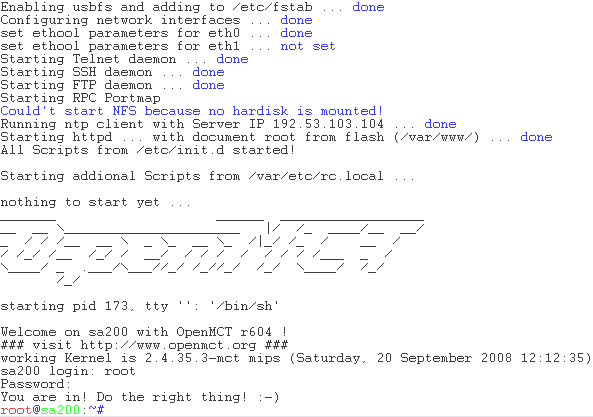 Enabling usbfs and adding to /etc/fstab ... done
Configuring network interfaces ... done
set ethool parameters for eth0 ... done
set ethool parameters for eth1 ... not set
Starting Telnet daemon ... done
Starting SSH daemon ... done
Starting FTP daemon ... done
Starting RPC Portmap
Could't start NFS because no hardisk is mounted!
Running ntp client with Server IP 192.53.103.104 ... done
Starting httpd ... with document root from flash (/var/www/) ... done
All Scripts from /etc/init.d started!
Starting addional Scripts from /var/etc/rc.local ...
nothing to start yet ...
OpenMCT
starting pid 173, tty '': '/bin/sh'
Welcome on sa200 with OpenMCT r604 !
### visit http://www.openmct.org ###
working Kernel is 2.4.35.3-mct mips (Saturday, 20 September 2008 12:12:35)
sa200 login: root
Password:
You are in! Do the right thing! :-)
root@sa200:~#